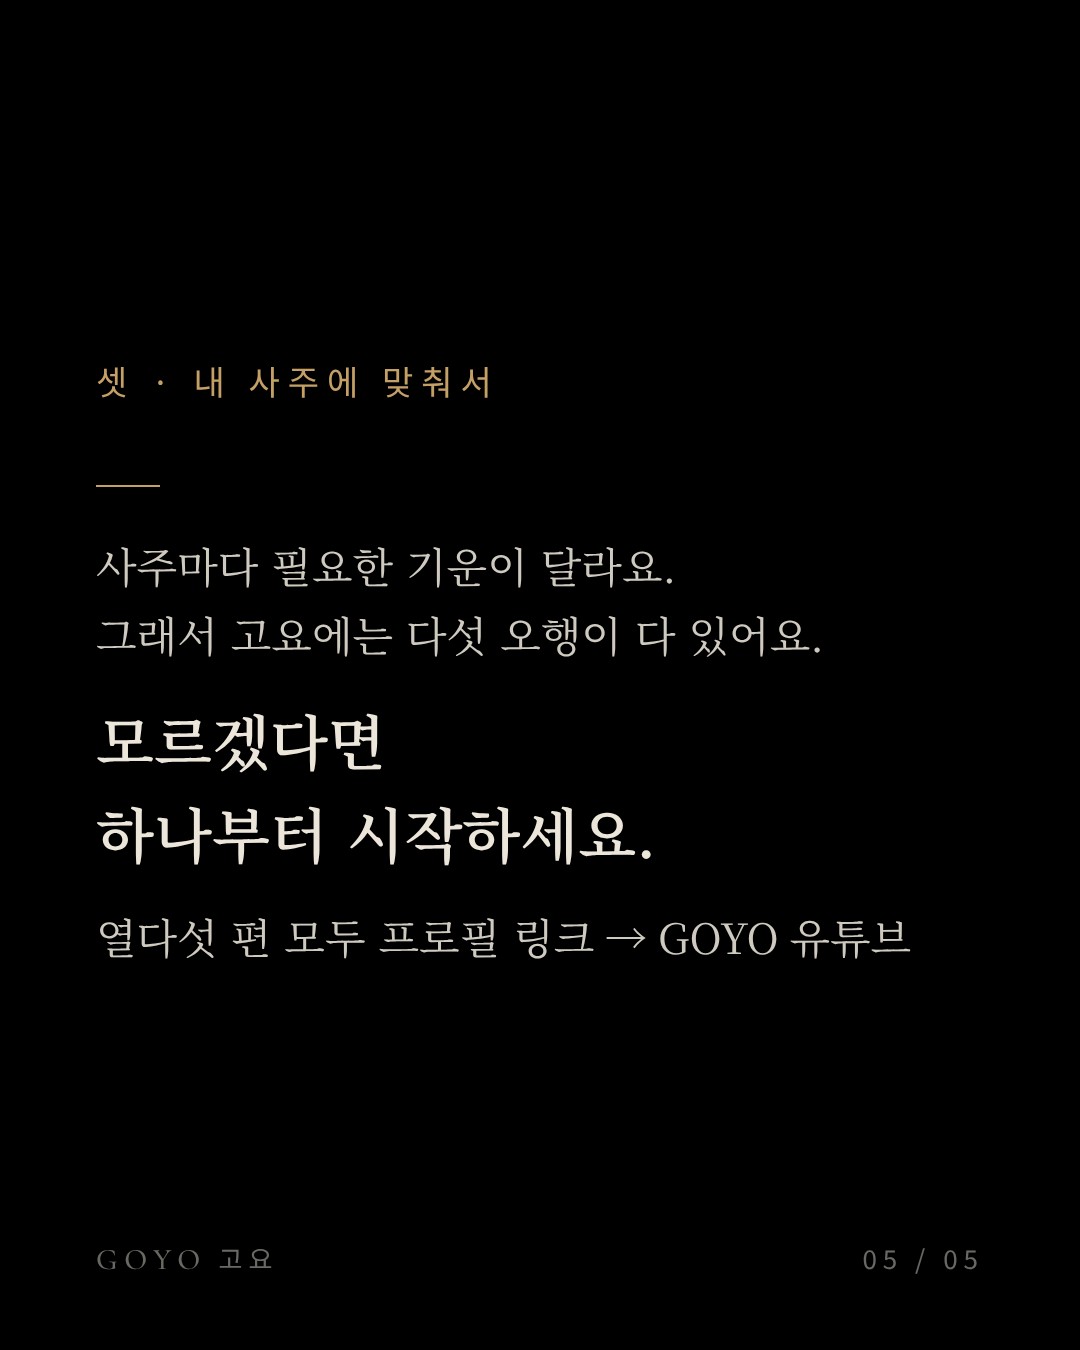 셋 · 내 사주에 맞춰서
사주마다 필요한 기운이 달라요.
그래서 고요에는 다섯 오행이 다 있어요.
모르겠다면
하나부터 시작하세요.
열다섯 편 모두 프로필 링크 → GOYO 유튜브
GOYO 고요
05 / 05